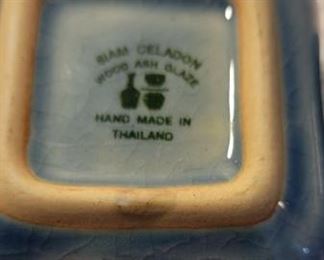 SIAM CELADON
WOOD ASH GLAZE
HAND MADE IN
THAILAND